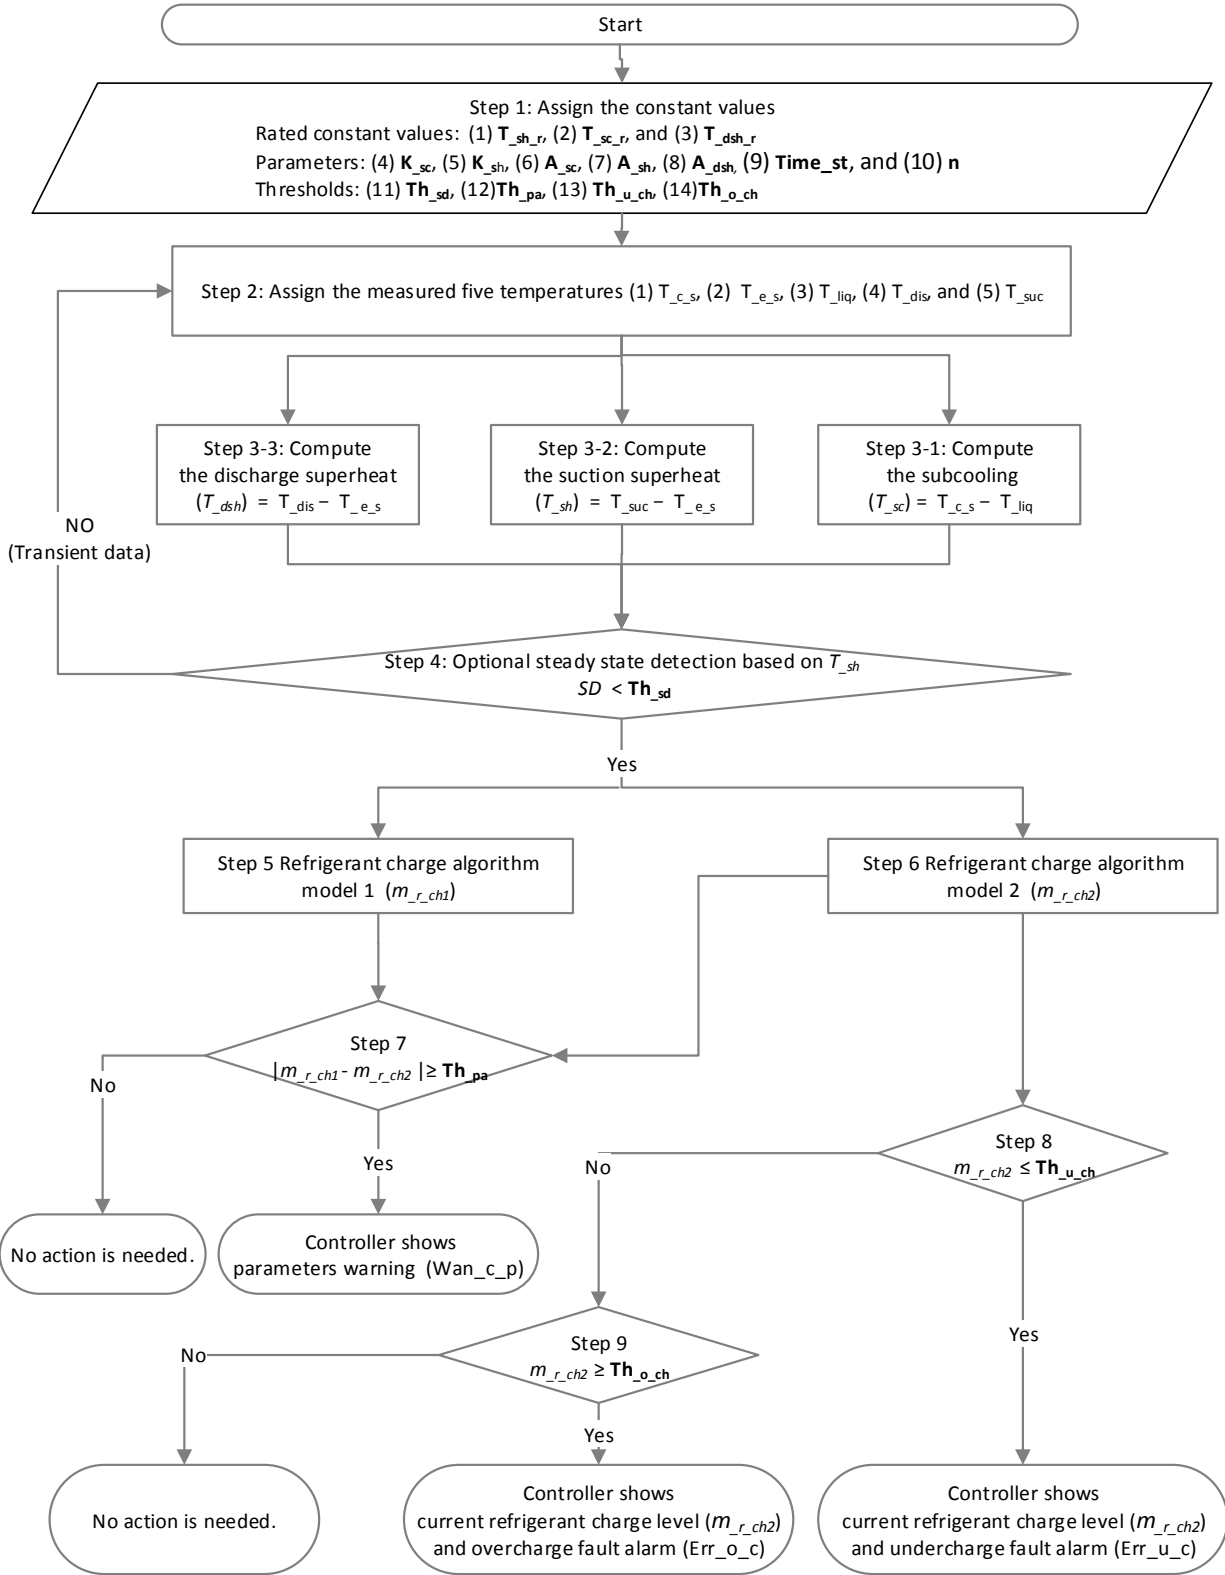 Start
Step 1: Assign the constant values
Rated constant values: (1) T_sh_r, (2) T_sc_r, and (3) T_dsh_r
Parameters: (4) K_sc, (5) K_sh, (6) A_sc, (7) A_sh, (8) A_dsh, (9) Time_st, and (10) n
Thresholds: (11) Th_sd, (12)Th_pa, (13) Th_u_ch, (14)Th_o_ch
Step 2: Assign the measured five temperatures (1) T_c_s, (2) T_e_s, (3) T_liq, (4) T_dis, and (5) T_suc
Step 3-3: Compute
the discharge superheat
(T_dsh) = T_dis − T_e_s
Step 3-2: Compute
the suction superheat
(T_sh) = T_suc − T_e_s
Step 3-1: Compute
the subcooling
(T_sc) = T_c_s − T_liq
NO
(Transient data)
Step 4: Optional steady state detection based on T_sh
SD < Th_sd
Yes
Step 5 Refrigerant charge algorithm
model 1 (m_r_ch1)
Step 6 Refrigerant charge algorithm
model 2 (m_r_ch2)
Step 7
|m_r_ch1 - m_r_ch2 | ≥ Th_pa
No
Yes
Step 8
m_r_ch2 ≤ Th_u_ch
No
No action is needed.
Controller shows
parameters warning (Wan_c_p)
Yes
Step 9
m_r_ch2 ≥ Th_o_ch
No
Yes
No action is needed.
Controller shows
current refrigerant charge level (m_r_ch2)
and overcharge fault alarm (Err_o_c)
Controller shows
current refrigerant charge level (m_r_ch2)
and undercharge fault alarm (Err_u_c)